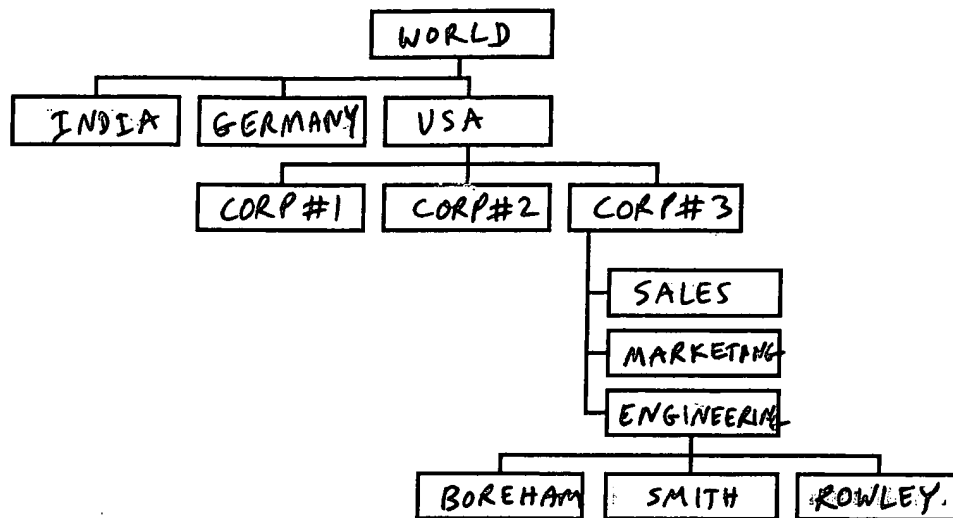 WORLD
INDIA GERMANY USA
CORP#1 CORP#2 CORP#3
SALES
MARKETING
ENGINEERING
BOREHAM SMITH ROWLEY.